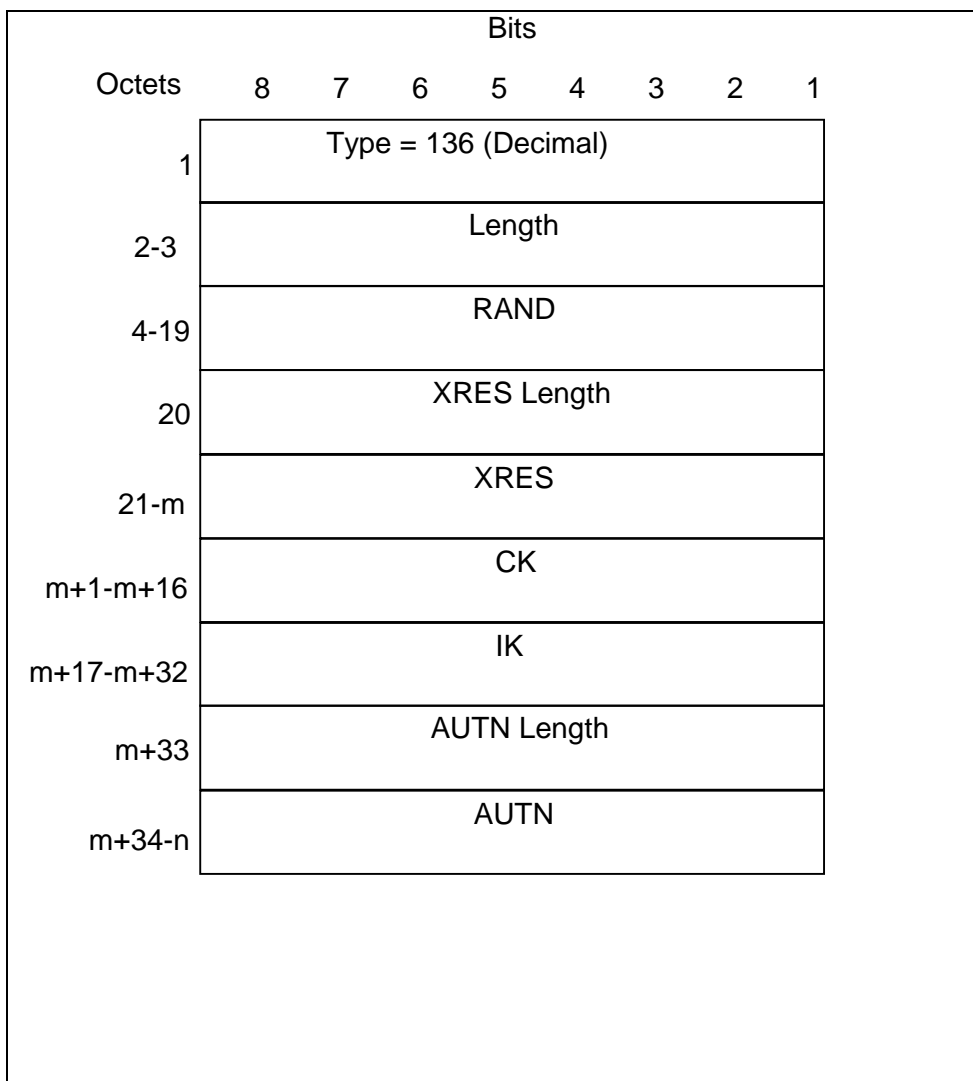 Bits
Octets 8 7 6 5 4 3 2 1
1 Type = 136 (Decimal)
2-3 Length
4-19 RAND
20 XRES Length
21-m XRES
m+1-m+16 CK
m+17-m+32 IK
m+33 AUTN Length
m+34-n AUTN